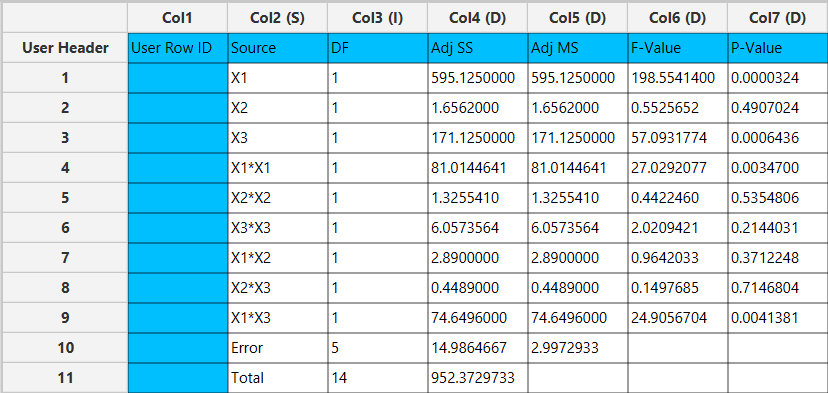 Col1 Col2 (S) Col3 (I) Col4 (D) Col5 (D) Col6 (D) Col7 (D)
User Header User Row ID Source DF Adj SS Adj MS F-Value P-Value
1 X1 1 595.1250000 595.1250000 198.5541400 0.0000324
2 X2 1 1.6562000 1.6562000 0.5525652 0.4907024
3 X3 1 171.1250000 171.1250000 57.0931774 0.0006436
4 X1*X1 1 81.0144641 81.0144641 27.0292077 0.0034700
5 X2*X2 1 1.3255410 1.3255410 0.4422460 0.5354806
6 X3*X3 1 6.0573564 6.0573564 2.0209421 0.2144031
7 X1*X2 1 2.8900000 2.8900000 0.9642033 0.3712248
8 X2*X3 1 0.4489000 0.4489000 0.1497685 0.7146804
9 X1*X3 1 74.6496000 74.6496000 24.9056704 0.0041381
10 Error 5 14.9864667 2.9972933
11 Total 14 952.3729733